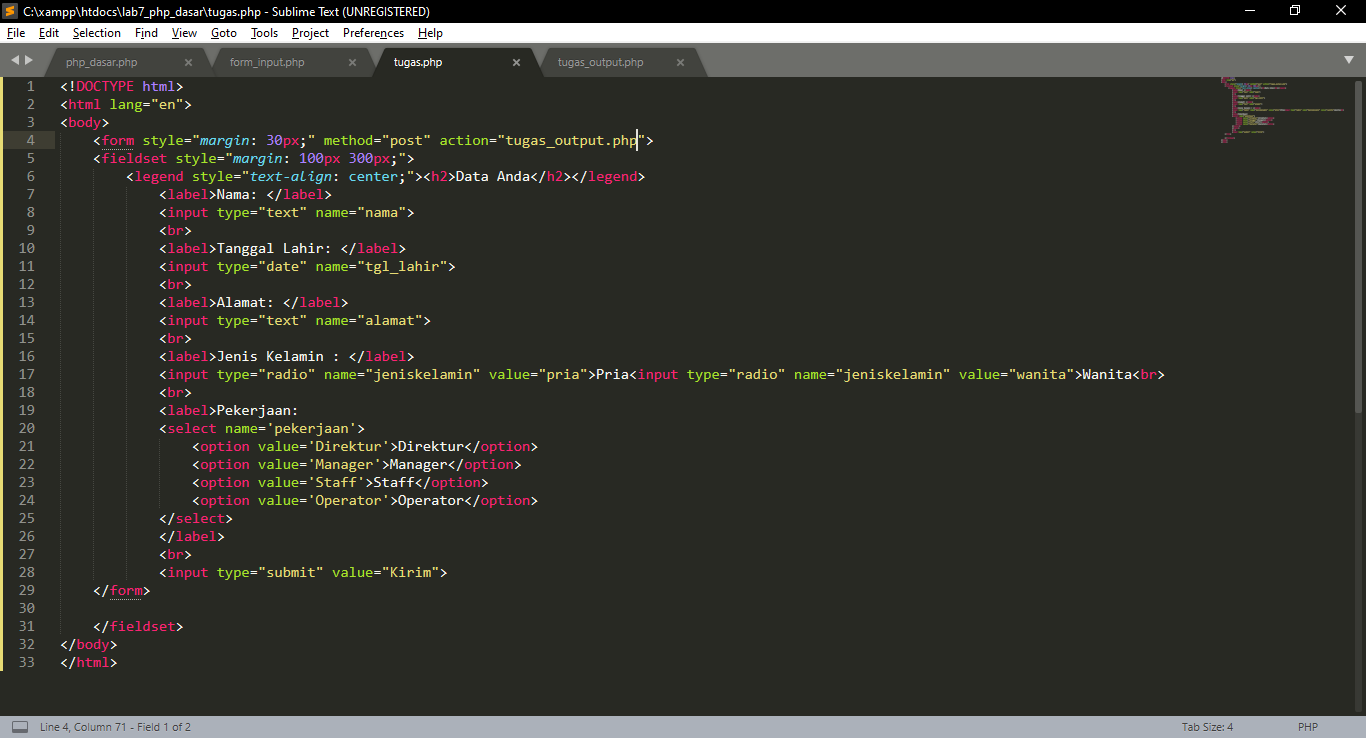 C:\xampp\htdocs\lab7_php_dasar\tugas.php - Sublime Text (UNREGISTERED)
File Edit Selection Find View Goto Tools Project Preferences Help
php_dasar.php × form_input.php × tugas.php × tugas_output.php ×
1 <!DOCTYPE html>
2 <html lang="en">
3 <body>
4 <form style="margin: 30px;" method="post" action="tugas_output.php">
5 <fieldset style="margin: 100px 300px;">
6 <legend style="text-align: center;"><h2>Data Anda</h2></legend>
7 <label>Nama: </label>
8 <input type="text" name="nama">
9 <br>
10 <label>Tanggal Lahir: </label>
11 <input type="date" name="tgl_lahir">
12 <br>
13 <label>Alamat: </label>
14 <input type="text" name="alamat">
15 <br>
16 <label>Jenis Kelamin : </label>
17 <input type="radio" name="jeniskelamin" value="pria">Pria<input type="radio" name="jeniskelamin" value="wanita">Wanita<br>
18 <br>
19 <label>Pekerjaan:
20 <select name='pekerjaan'>
21 <option value='Direktur'>Direktur</option>
22 <option value='Manager'>Manager</option>
23 <option value='Staff'>Staff</option>
24 <option value='Operator'>Operator</option>
25 </select>
26 </label>
27 <br>
28 <input type="submit" value="Kirim">
29 </form>
30
31 </fieldset>
32 </body>
33 </html>
Line 4, Column 71 - Field 1 of 2 Tab Size: 4 PHP